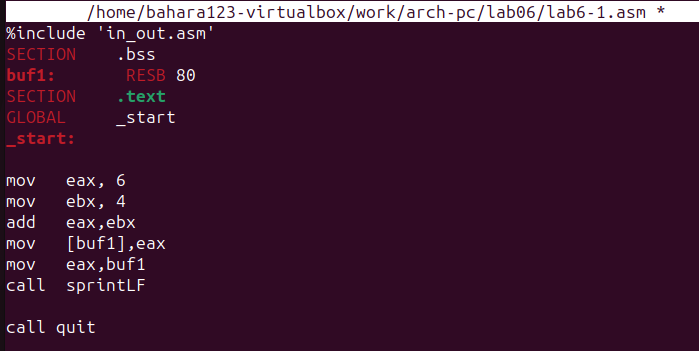 /home/bahara123-virtualbox/work/arch-pc/lab06/lab6-1.asm *
%include 'in_out.asm'
SECTION .bss
buf1: RESB 80
SECTION .text
GLOBAL _start
_start:
mov eax, 6
mov ebx, 4
add eax,ebx
mov [buf1],eax
mov eax,buf1
call sprintLF
call quit